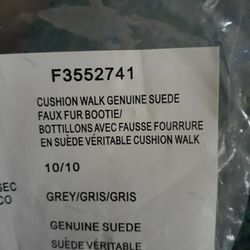 F3552741
CUSHION WALK GENUINE SUEDE
FAUX FUR BOOTIE/
BOTTILLONS AVEC FAUSSE FOURRURE
EN SUÈDE VÉRITABLE CUSHION WALK
10/10
SEC
CO
GREY/GRIS/GRIS
GENUINE SUEDE
SUÈDE VÉRITABLE